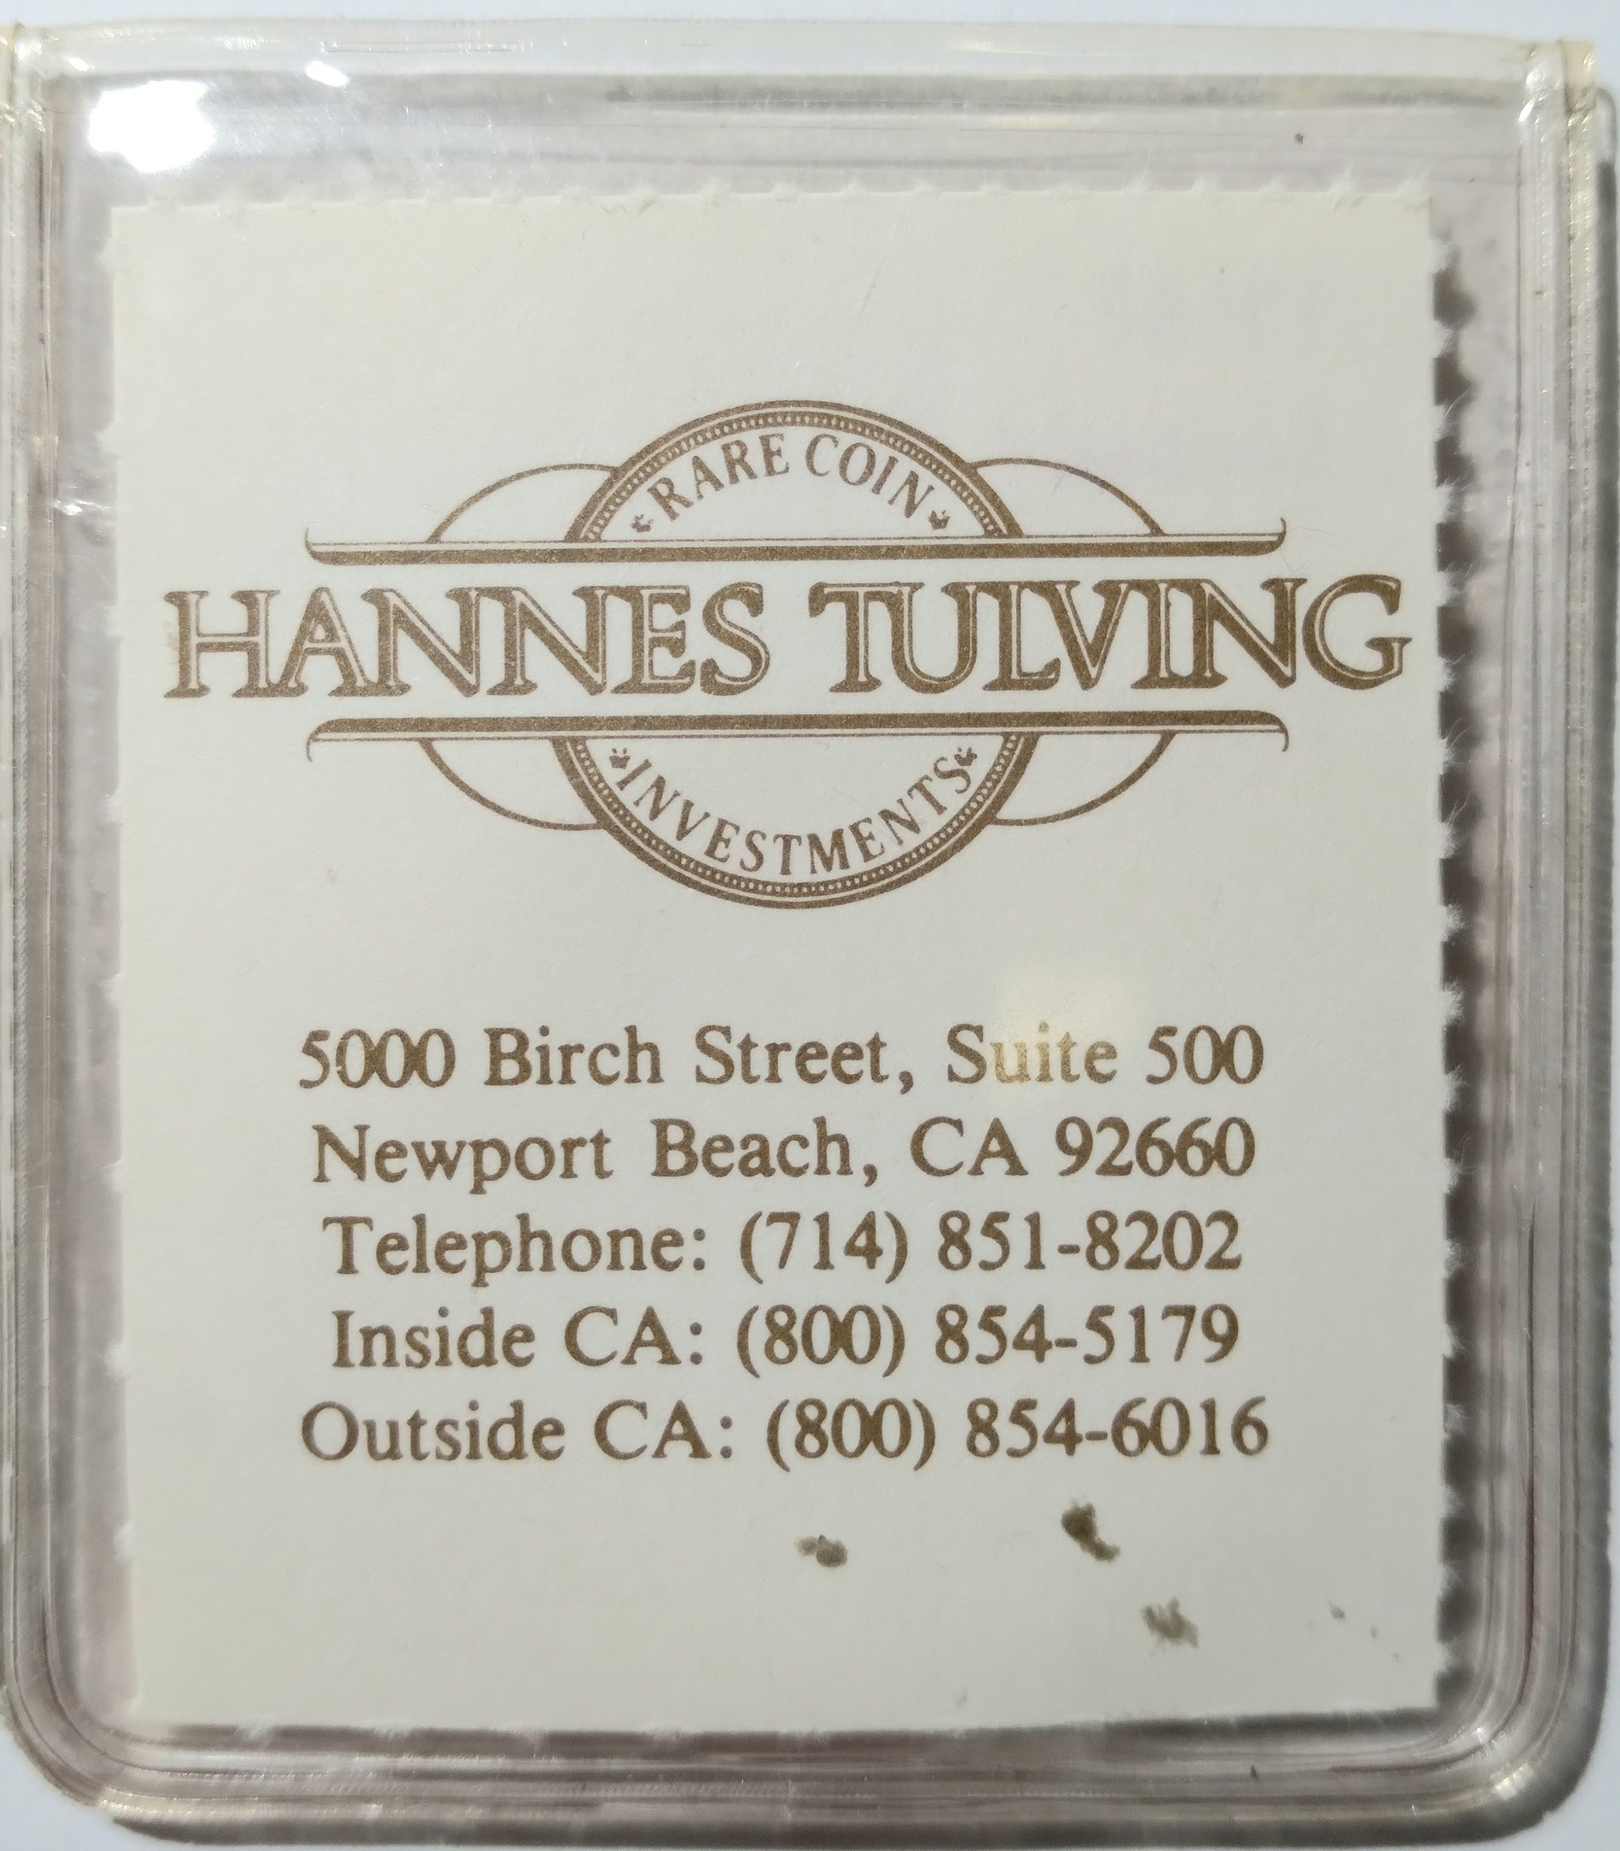 RARE COIN
HANNES TULVING
INVESTMENTS
5000 Birch Street, Suite 500
Newport Beach, CA 92660
Telephone: (714) 851-8202
Inside CA: (800) 854-5179
Outside CA: (800) 854-6016